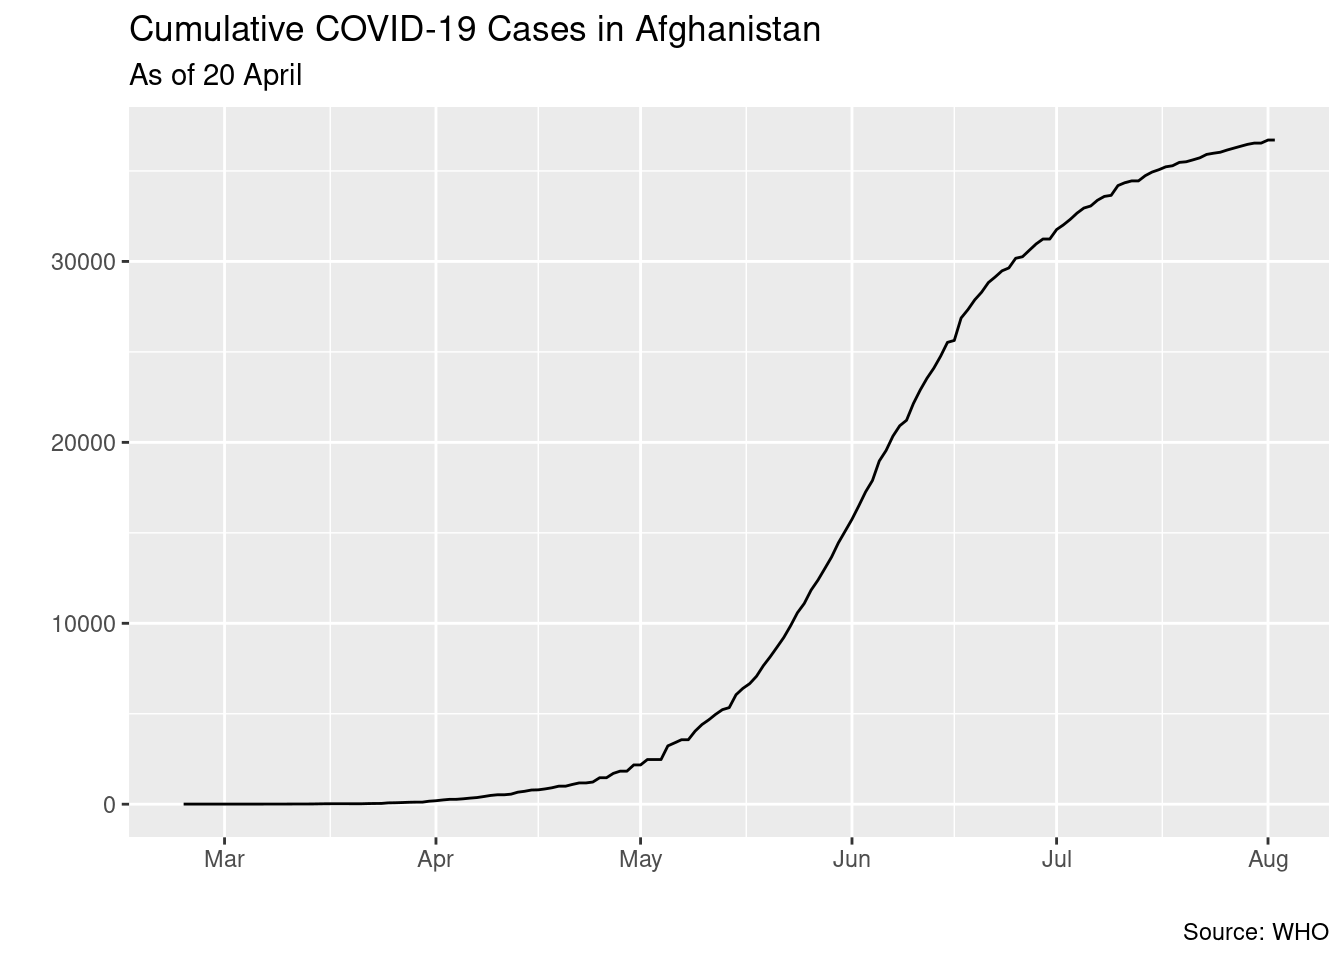 Cumulative COVID-19 Cases in Afghanistan
As of 20 April
30000
20000
10000
0
Mar Apr May Jun Jul Aug
Source: WHO